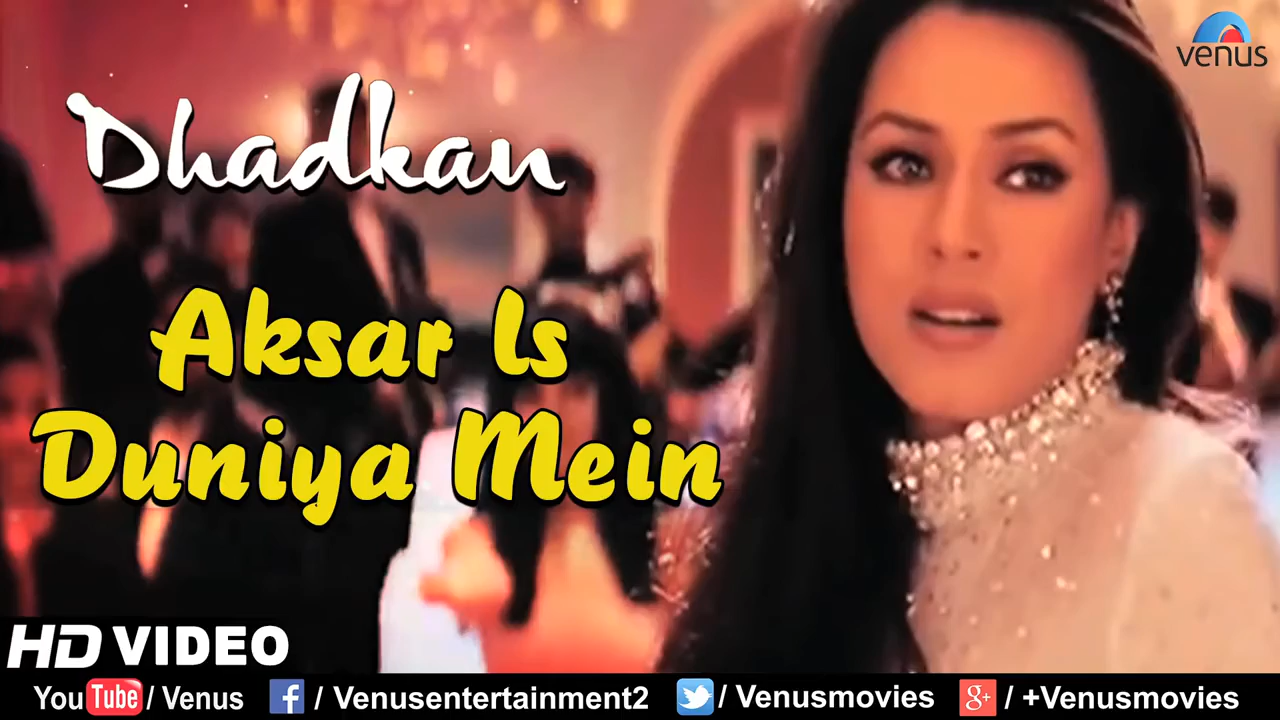 venus
Dhadkan
Aksar Is
Duniya Mein
HD VIDEO
YouTube / Venus f / Venusentertainment2 / Venusmovies g+ / +Venusmovies